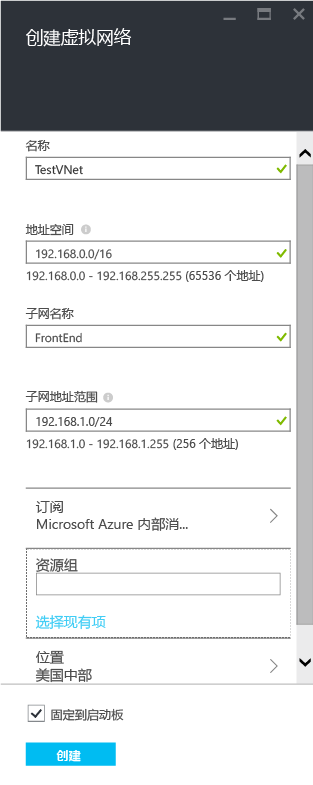 创建虚拟网络
名称
TestVNet
地址空间
192.168.0.0/16
192.168.0.0 - 192.168.255.255 (65536 个地址)
子网名称
FrontEnd
子网地址范围
192.168.1.0/24
192.168.1.0 - 192.168.1.255 (256 个地址)
订阅
Microsoft Azure 内部消...
资源组
选择现有项
位置
美国中部
固定到启动板
创建